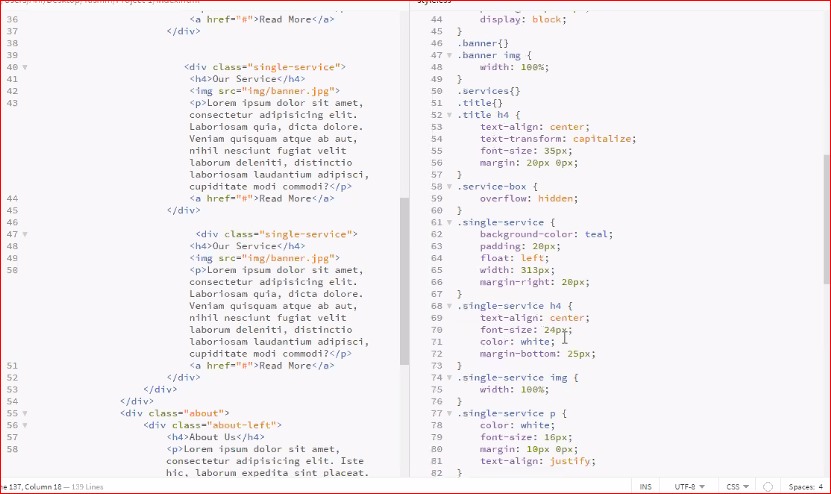 36 <a href="#">Read More</a>
37 </div>
38
39
40 <div class="single-service">
41 <h4>Our Service</h4>
42 <img src="img/banner.jpg">
43 <p>Lorem ipsum dolor sit amet,
consectetur adipisicing elit.
Laboriosam quia, dicta dolore.
Veniam quisquam atque ab aut,
nihil nesciunt fugiat velit
laborum deleniti, distinctio
laboriosam laudantium adipisci,
cupiditate modi commodi?</p>
44 <a href="#">Read More</a>
45 </div>
46
47 <div class="single-service">
48 <h4>Our Service</h4>
49 <img src="img/banner.jpg">
50 <p>Lorem ipsum dolor sit amet,
consectetur adipisicing elit.
Laboriosam quia, dicta dolore.
Veniam quisquam atque ab aut,
nihil nesciunt fugiat velit
laborum deleniti, distinctio
laboriosam laudantium adipisci,
cupiditate modi commodi?</p>
51 <a href="#">Read More</a>
52 </div>
53 </div>
54 </div>
55 <div class="about">
56 <div class="about-left">
57 <h4>About Us</h4>
58 <p>Lorem ipsum dolor sit amet,
consectetur adipisicing elit. Iste
hic, laborum expedita sint placeat.
44 display: block;
45 }
46 .banner{}
47 .banner img {
48 width: 100%;
49 }
50 .services{}
51 .title{}
52 .title h4 {
53 text-align: center;
54 text-transform: capitalize;
55 font-size: 35px;
56 margin: 20px 0px;
57 }
58 .service-box {
59 overflow: hidden;
60 }
61 .single-service {
62 background-color: teal;
63 padding: 20px;
64 float: left;
65 width: 313px;
66 margin-right: 20px;
67 }
68 .single-service h4 {
69 text-align: center;
70 font-size: 24px;
71 color: white;
72 margin-bottom: 25px;
73 }
74 .single-service img {
75 width: 100%;
76 }
77 .single-service p {
78 color: white;
79 font-size: 16px;
80 margin: 10px 0px;
81 text-align: justify;
82 }
137, Column 18 — 139 Lines
INS UTF-8 CSS Spaces: 4